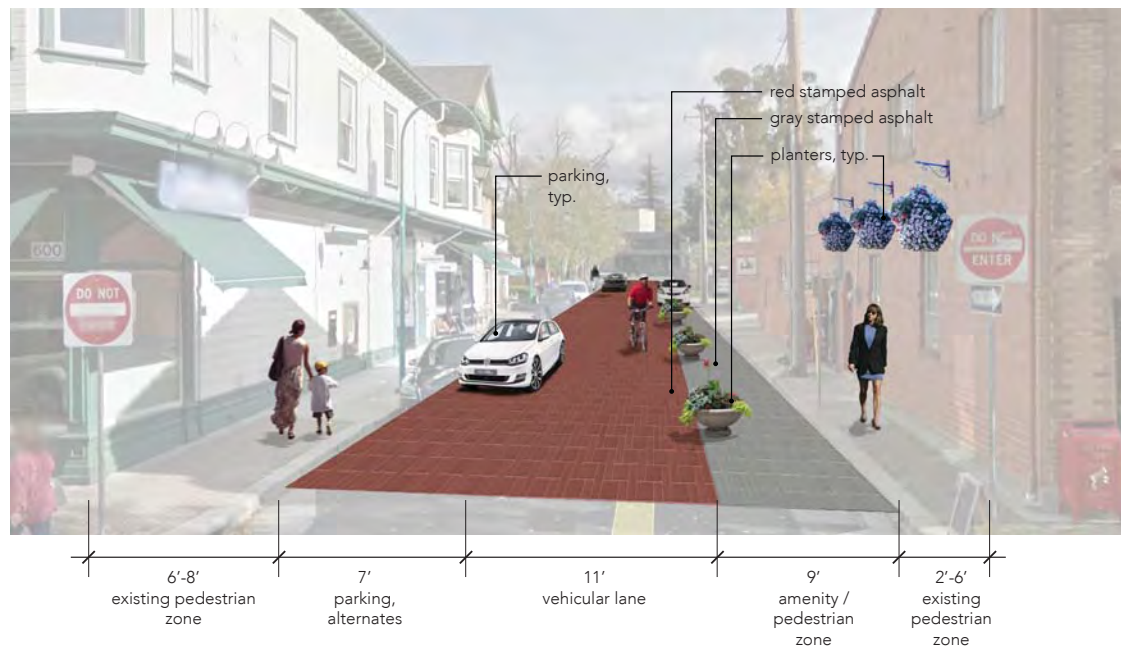 red stamped asphalt
gray stamped asphalt
planters, typ.
parking,
typ.
600
DO NOT
DO NOT
ENTER
6'-8'
existing pedestrian
zone
7'
parking,
alternates
11'
vehicular lane
9'
amenity /
pedestrian
zone
2'-6'
existing
pedestrian
zone